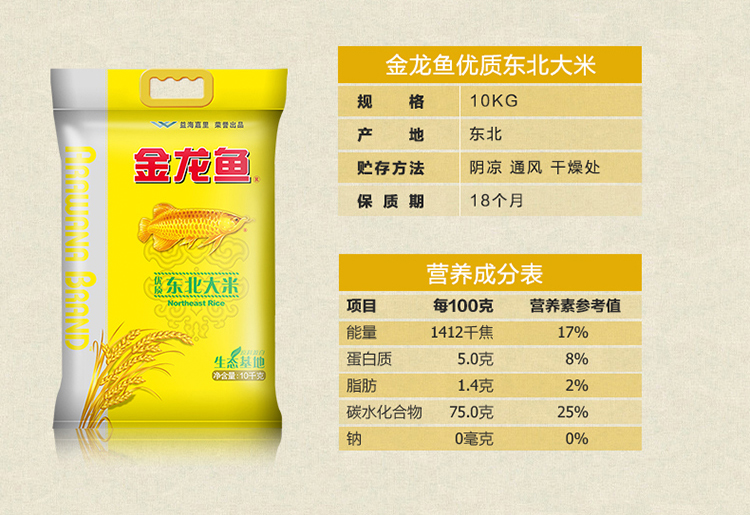 益海嘉里 荣誉出品
金龙鱼
AROWANA BRAND
优质 东北大米
Northeast Rice
生态基地
净含量:10千克
金龙鱼优质东北大米
规 格 10KG
产 地 东北
贮存方法 阴凉 通风 干燥处
保 质 期 18个月
营养成分表
项目 每100克 营养素参考值
能量 1412千焦 17%
蛋白质 5.0克 8%
脂肪 1.4克 2%
碳水化合物 75.0克 25%
钠 0毫克 0%